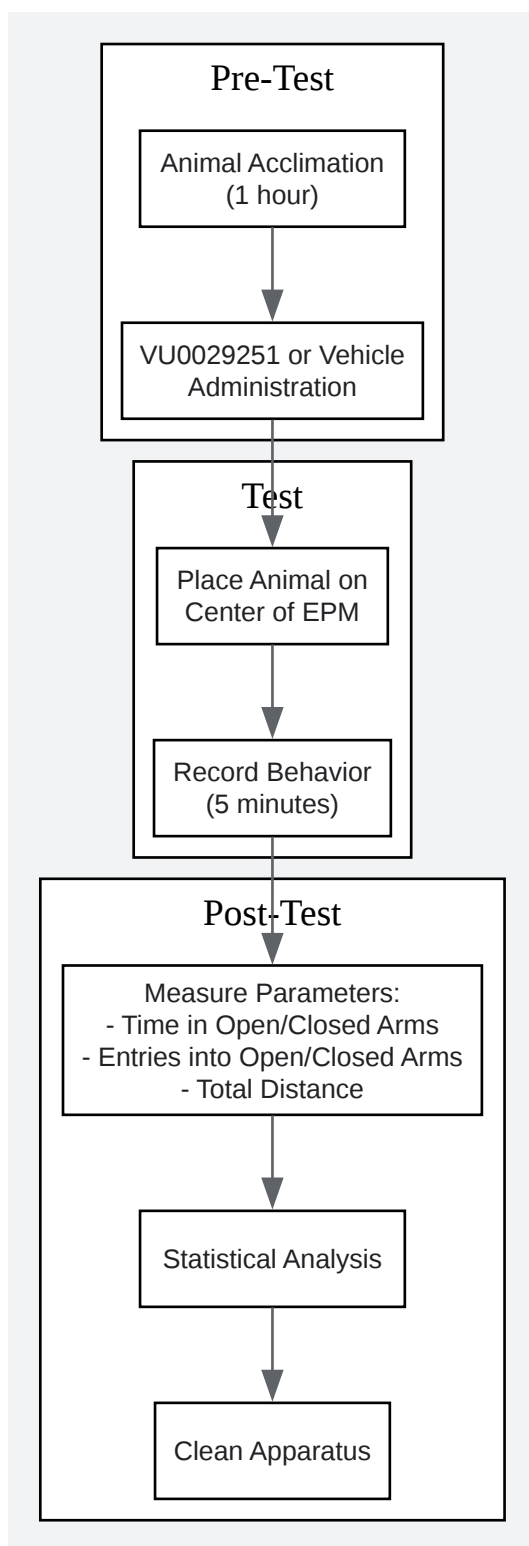 Pre-Test
Animal Acclimation
(1 hour)
VU0029251 or Vehicle
Administration
Test
Place Animal on
Center of EPM
Record Behavior
(5 minutes)
Post-Test
Measure Parameters:
- Time in Open/Closed Arms
- Entries into Open/Closed Arms
- Total Distance
Statistical Analysis
Clean Apparatus